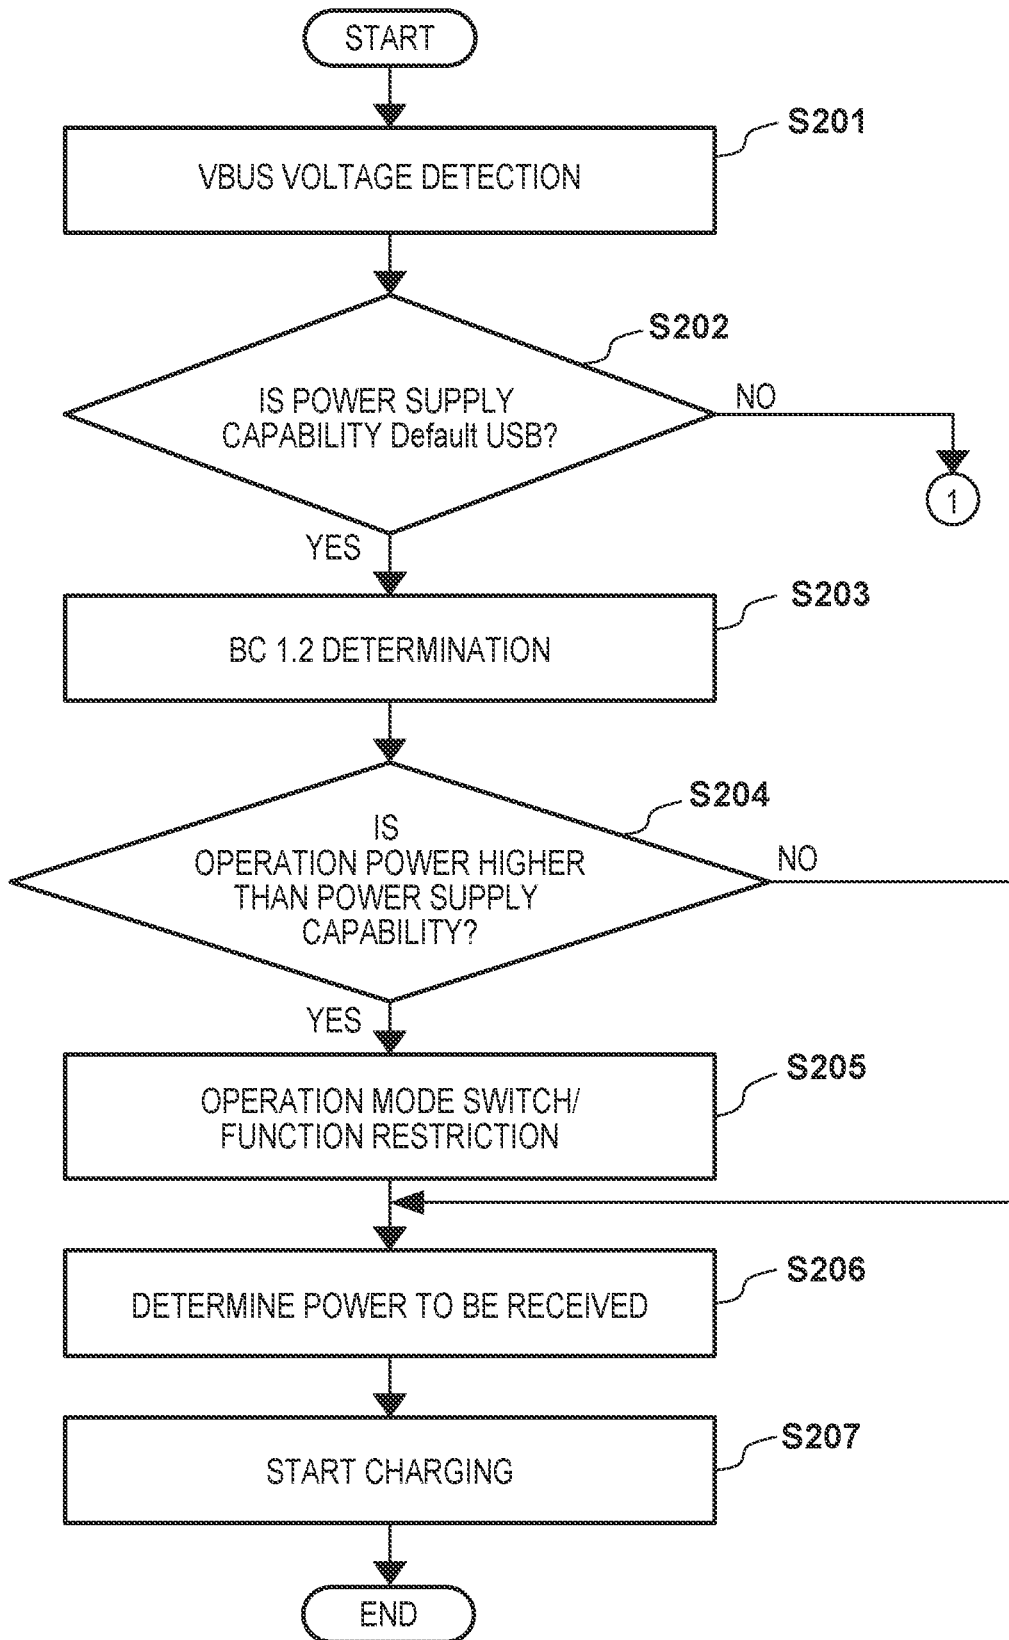 START
S201
VBUS VOLTAGE DETECTION
S202
IS POWER SUPPLY
CAPABILITY Default USB?
NO
1
YES
S203
BC 1.2 DETERMINATION
S204
IS
OPERATION POWER HIGHER
THAN POWER SUPPLY
CAPABILITY?
NO
YES
S205
OPERATION MODE SWITCH/
FUNCTION RESTRICTION
S206
DETERMINE POWER TO BE RECEIVED
S207
START CHARGING
END